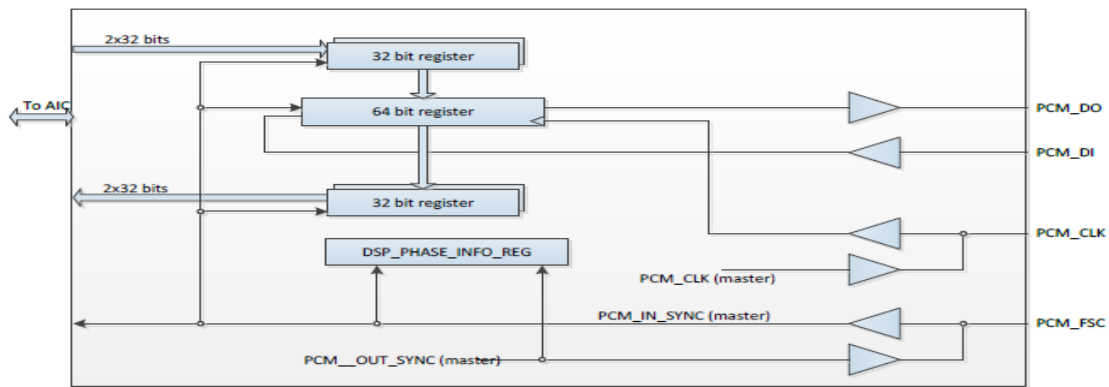 2x32 bits
32 bit register
To AIC
64 bit register
PCM_DO
PCM_DI
2x32 bits
32 bit register
PCM_CLK
DSP_PHASE_INFO_REG
PCM_CLK (master)
PCM_IN_SYNC (master)
PCM_FSC
PCM__OUT_SYNC (master)